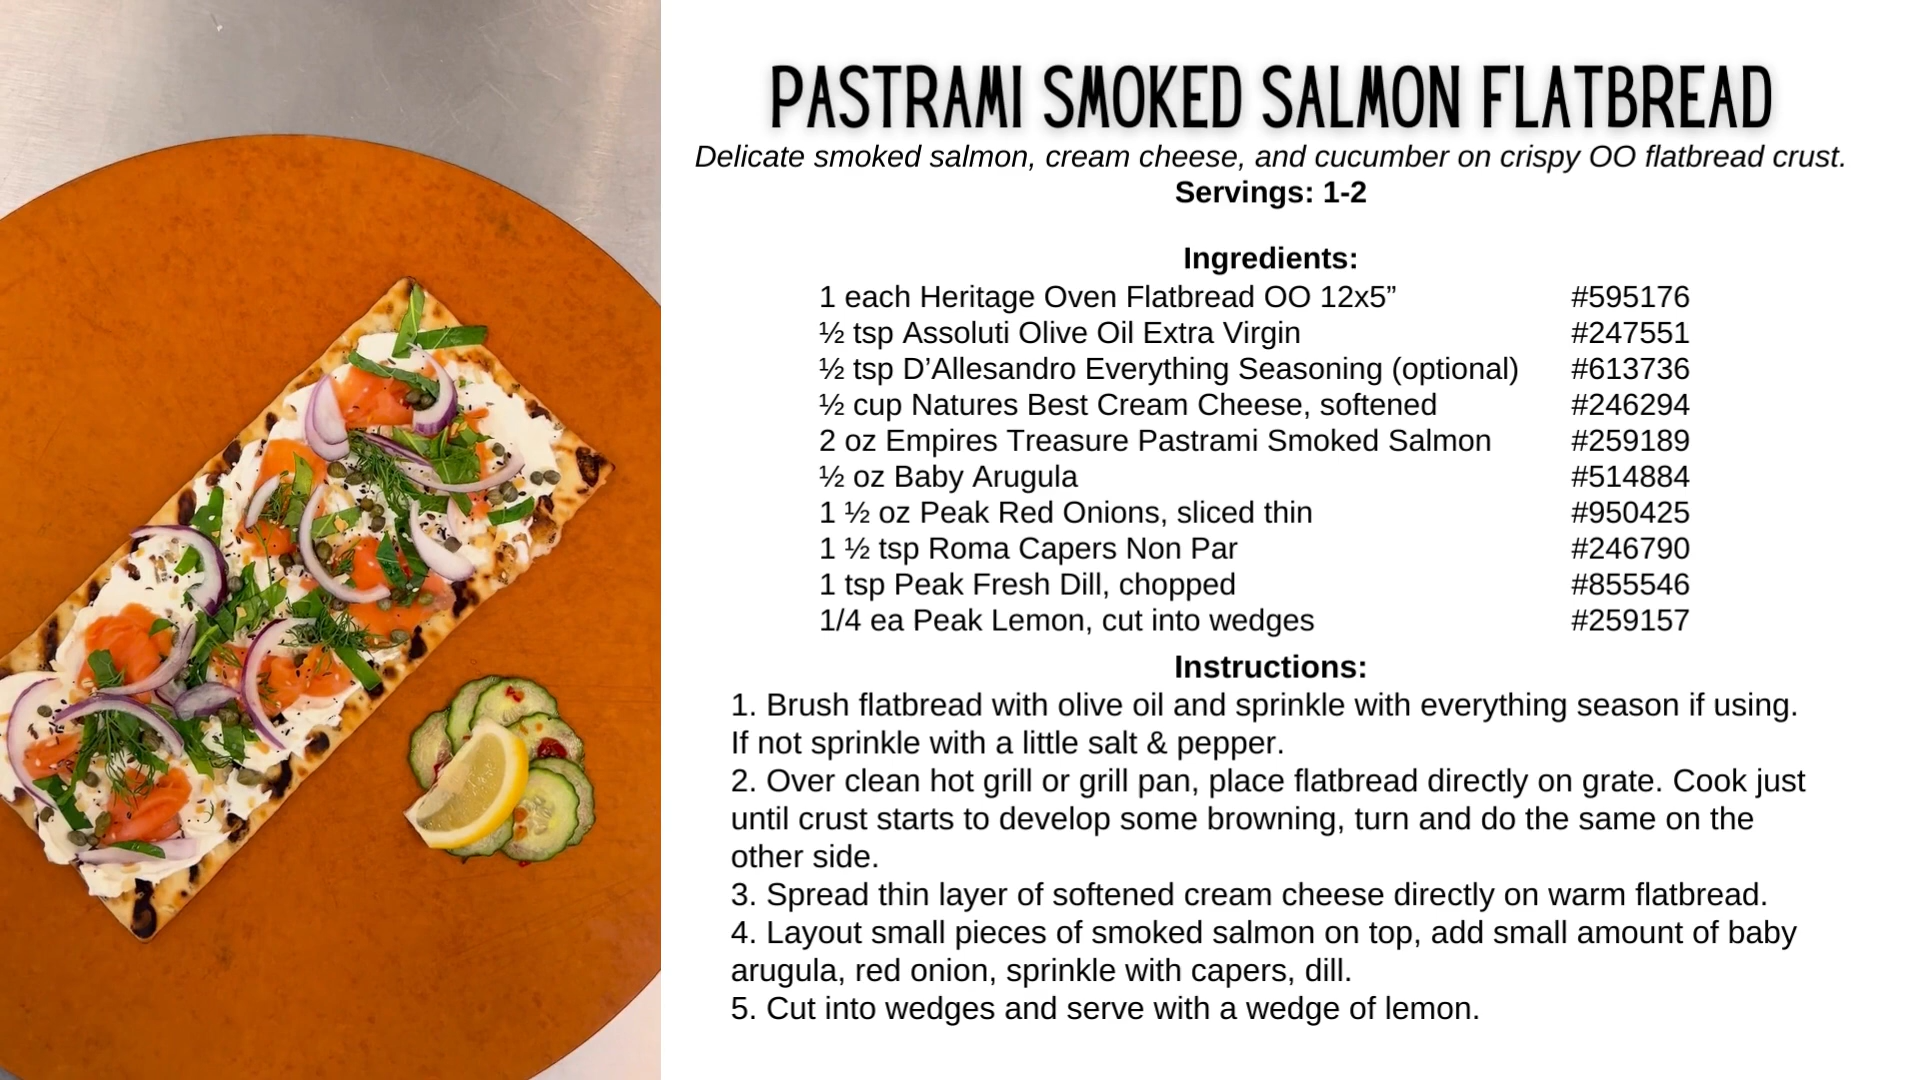 PASTRAMI SMOKED SALMON FLATBREAD
Delicate smoked salmon, cream cheese, and cucumber on crispy OO flatbread crust.
Servings: 1-2
Ingredients:
1 each Heritage Oven Flatbread OO 12x5” #595176
½ tsp Assoluti Olive Oil Extra Virgin #247551
½ tsp D’Allesandro Everything Seasoning (optional) #613736
½ cup Natures Best Cream Cheese, softened #246294
2 oz Empires Treasure Pastrami Smoked Salmon #259189
½ oz Baby Arugula #514884
1 ½ oz Peak Red Onions, sliced thin #950425
1 ½ tsp Roma Capers Non Par #246790
1 tsp Peak Fresh Dill, chopped #855546
1/4 ea Peak Lemon, cut into wedges #259157
Instructions:
1. Brush flatbread with olive oil and sprinkle with everything season if using.
If not sprinkle with a little salt & pepper.
2. Over clean hot grill or grill pan, place flatbread directly on grate. Cook just
until crust starts to develop some browning, turn and do the same on the
other side.
3. Spread thin layer of softened cream cheese directly on warm flatbread.
4. Layout small pieces of smoked salmon on top, add small amount of baby
arugula, red onion, sprinkle with capers, dill.
5. Cut into wedges and serve with a wedge of lemon.